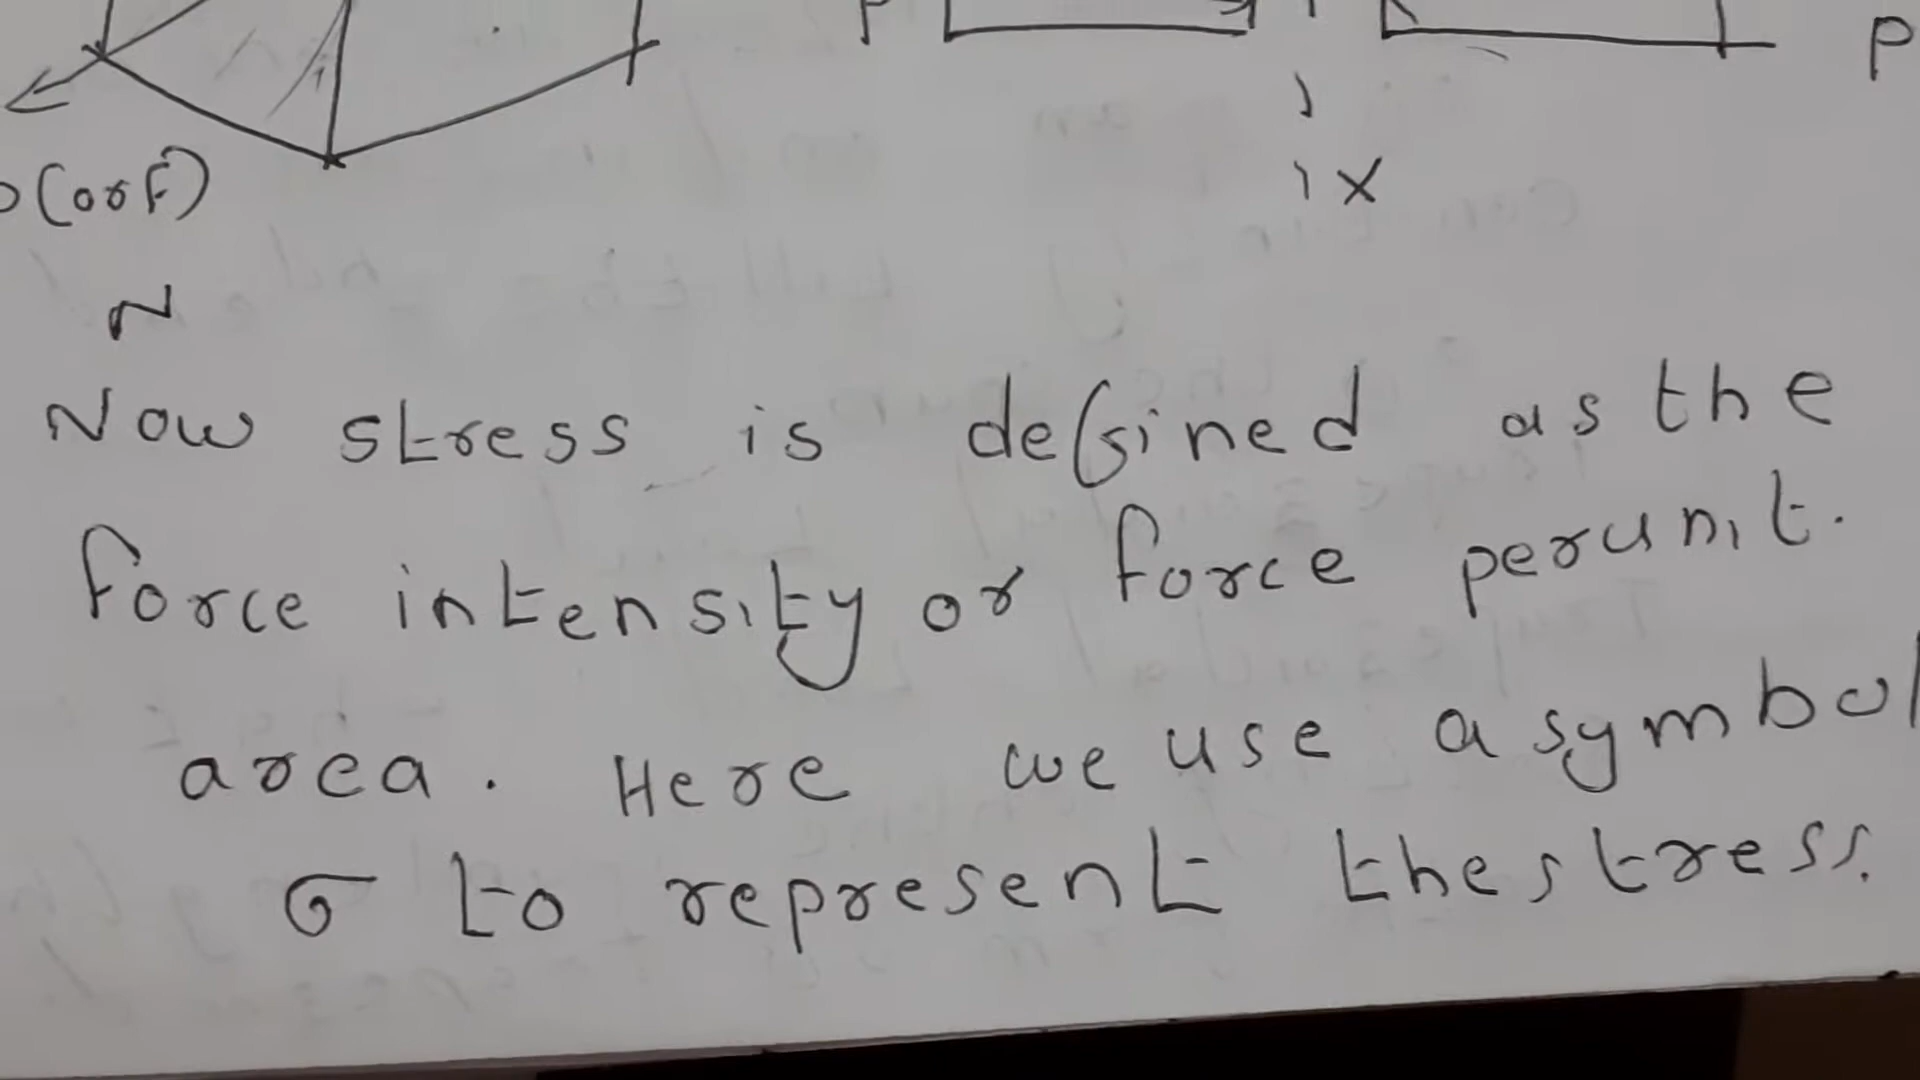 P P
X
P(or F)
N
Now stress is defined as the
force intensity or force per unit.
area. Here we use a symbol
σ to represent the stress.